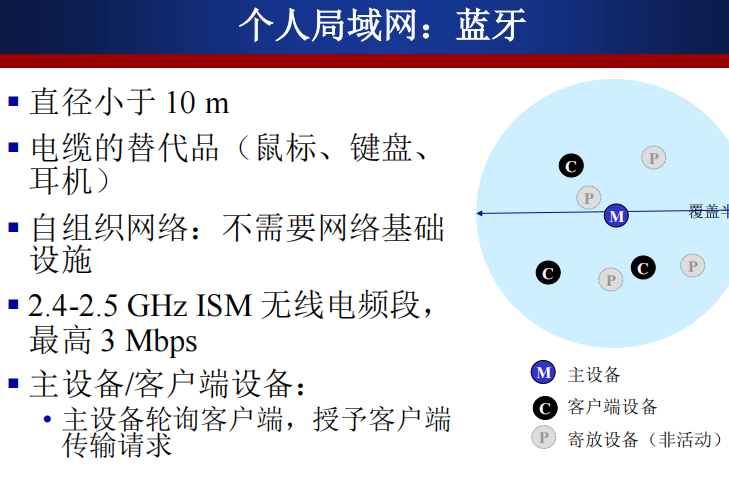 个人局域网：蓝牙
▪ 直径小于 10 m
▪ 电缆的替代品（鼠标、键盘、
耳机）
▪ 自组织网络：不需要网络基础
设施
▪ 2.4-2.5 GHz ISM 无线电频段，
最高 3 Mbps
▪ 主设备/客户端设备：
• 主设备轮询客户端，授予客户端
传输请求
C
P
P
M
覆盖
C
P
C
P
M 主设备
C 客户端设备
P 寄放设备（非活动）